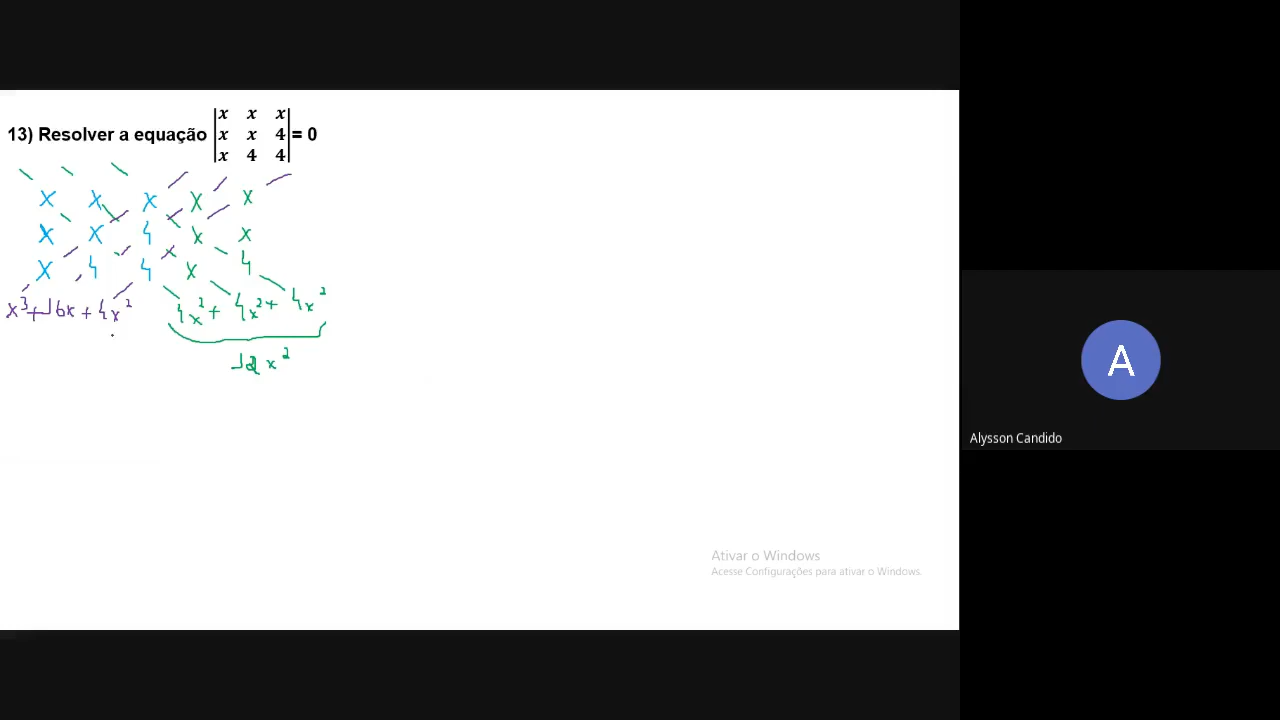 13) Resolver a equação |x x x| = 0
|x x 4|
|x 4 4|
x x x x x
x x 4 x x
x 4 4 x 4
x³ + 16x + 4x² 4x² + 4x² + 4x²
12x²
A
Alysson Candido
Ativar o Windows
Acesse Configurações para ativar o Windows.